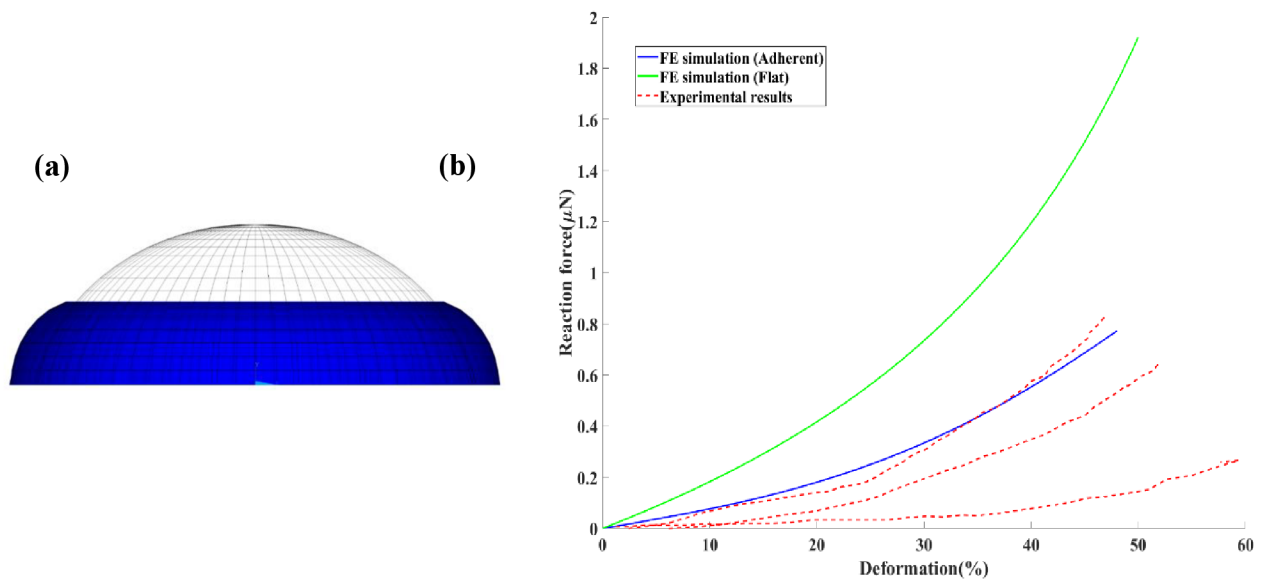 (a)
(b)
Reaction force(μN)
2
1.8
1.6
1.4
1.2
1
0.8
0.6
0.4
0.2
0
FE simulation (Adherent)
FE simulation (Flat)
Experimental results
0 10 20 30 40 50 60
Deformation(%)